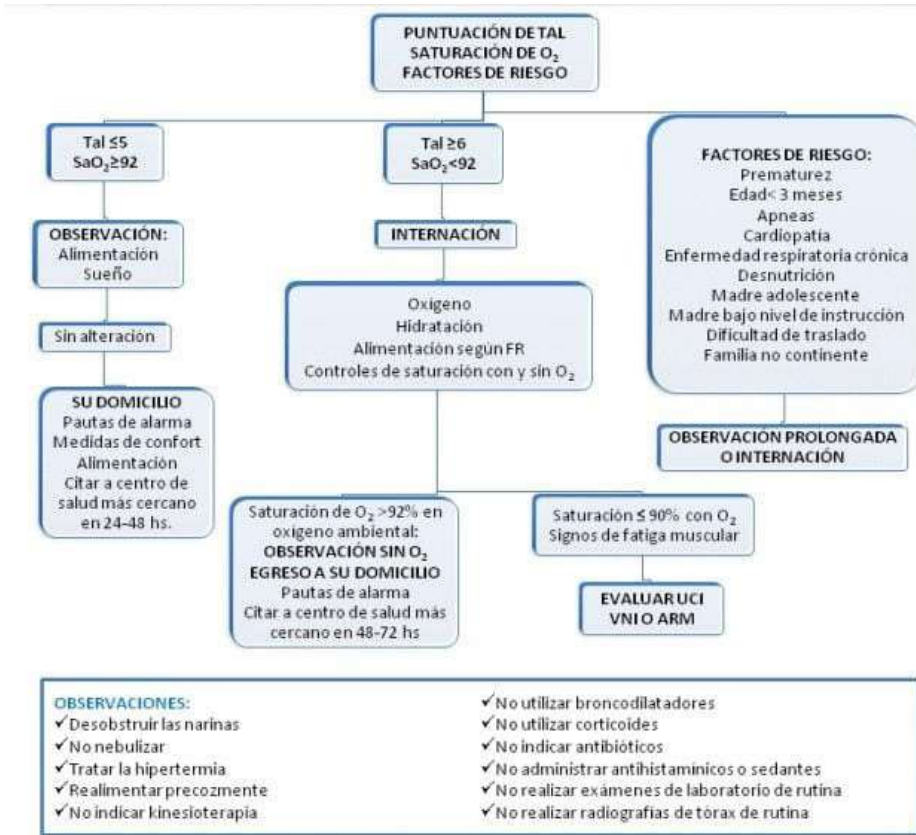 PUNTUACIÓN DE TAL
SATURACIÓN DE O₂
FACTORES DE RIESGO
Tal ≤5
SaO₂≥92
OBSERVACIÓN:
Alimentación
Sueño
Sin alteración
SU DOMICILIO
Pautas de alarma
Medidas de confort
Alimentación
Citar a centro de
salud más cercano
en 24-48 hs.
Tal ≥6
SaO₂<92
INTERNACIÓN
Oxígeno
Hidratación
Alimentación según FR
Controles de saturación con y sin O₂
Saturación de O₂ >92% en
oxigeno ambiental:
OBSERVACIÓN SIN O₂
EGRESO A SU DOMICILIO
Pautas de alarma
Citar a centro de salud más
cercano en 48-72 hs
Saturación ≤ 90% con O₂
Signos de fatiga muscular
EVALUAR UCI
VNI O ARM
FACTORES DE RIESGO:
Prematurez
Edad< 3 meses
Apneas
Cardiopatía
Enfermedad respiratoria crónica
Desnutrición
Madre adolescente
Madre bajo nivel de instrucción
Dificultad de traslado
Familia no continente
OBSERVACIÓN PROLONGADA
O INTERNACIÓN
OBSERVACIONES:
✓Desobstruir las narinas
✓No nebulizar
✓Tratar la hipertermia
✓Realimentar precozmente
✓No indicar kinesioterapia
✓No utilizar broncodilatadores
✓No utilizar corticoides
✓No indicar antibióticos
✓No administrar antihistamínicos o sedantes
✓No realizar exámenes de laboratorio de rutina
✓No realizar radiografías de tórax de rutina